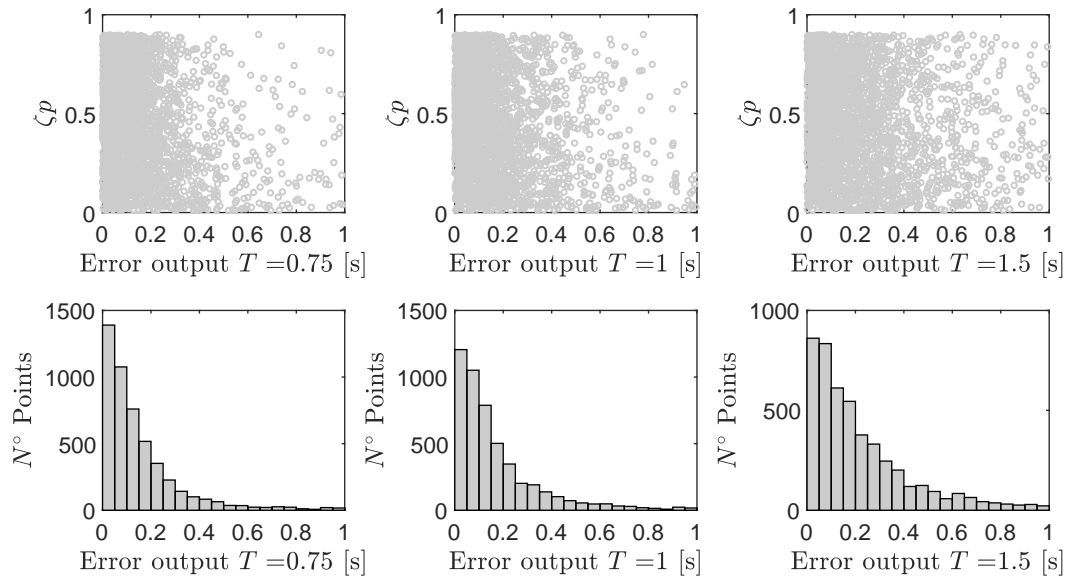 1
0.5
0
ζp
0 0.2 0.4 0.6 0.8 1
Error output T =0.75 [s]
1
0.5
0
ζp
0 0.2 0.4 0.6 0.8 1
Error output T =1 [s]
1
0.5
0
ζp
0 0.2 0.4 0.6 0.8 1
Error output T =1.5 [s]
1500
1000
500
0
N° Points
0 0.2 0.4 0.6 0.8 1
Error output T =0.75 [s]
1500
1000
500
0
N° Points
0 0.2 0.4 0.6 0.8 1
Error output T =1 [s]
1000
500
0
N° Points
0 0.2 0.4 0.6 0.8 1
Error output T =1.5 [s]